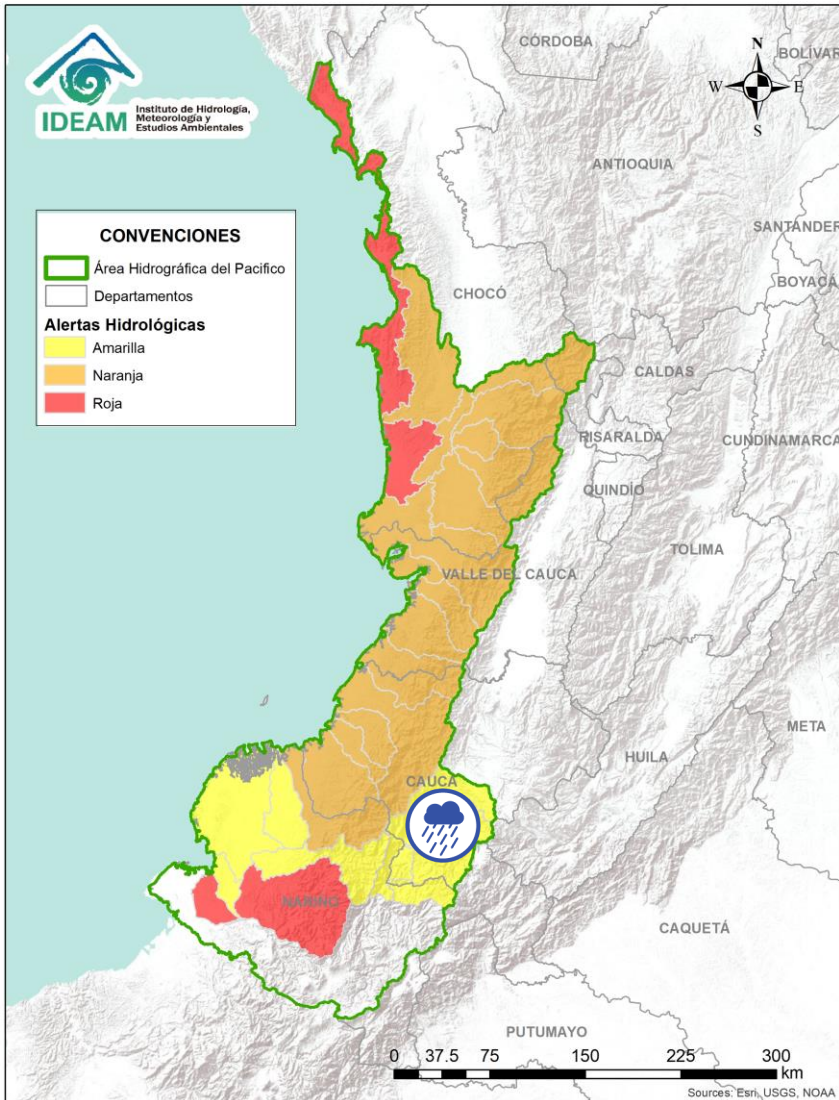 IDEAM
Instituto de Hidrología,
Meteorología y
Estudios Ambientales
CÓRDOBA
BOLÍVAR
N
W
E
S
ANTIOQUIA
SANTANDER
BOYACÁ
CONVENCIONES
Área Hidrográfica del Pacifico
Departamentos
Alertas Hidrológicas
Amarilla
Naranja
Roja
CHOCÓ
CALDAS
RISARALDA
CUNDINAMARCA
QUINDÍO
TOLIMA
VALLE DEL CAUCA
META
HUILA
CAUCA
NARIÑO
CAQUETÁ
PUTUMAYO
0 37.5 75 150 225 300
km
Sources: Esri, USGS, NOAA